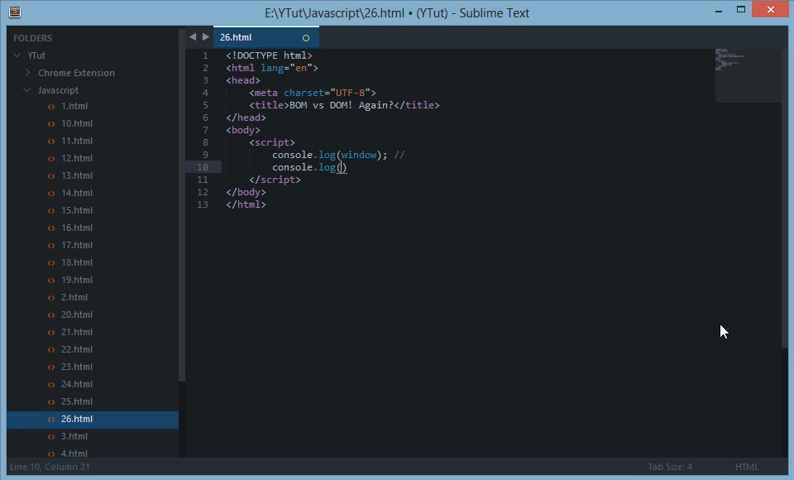 E:\YTut\Javascript\26.html • (YTut) - Sublime Text
FOLDERS
YTut
Chrome Extension
Javascript
1.html
10.html
11.html
12.html
13.html
14.html
15.html
16.html
17.html
18.html
19.html
2.html
20.html
21.html
22.html
23.html
24.html
25.html
26.html
3.html
4.html
26.html
1 <!DOCTYPE html>
2 <html lang="en">
3 <head>
4 <meta charset="UTF-8">
5 <title>BOM vs DOM! Again?</title>
6 </head>
7 <body>
8 <script>
9 console.log(window); //
10 console.log()
11 </script>
12 </body>
13 </html>
Line 10, Column 21
Tab Size: 4
HTML